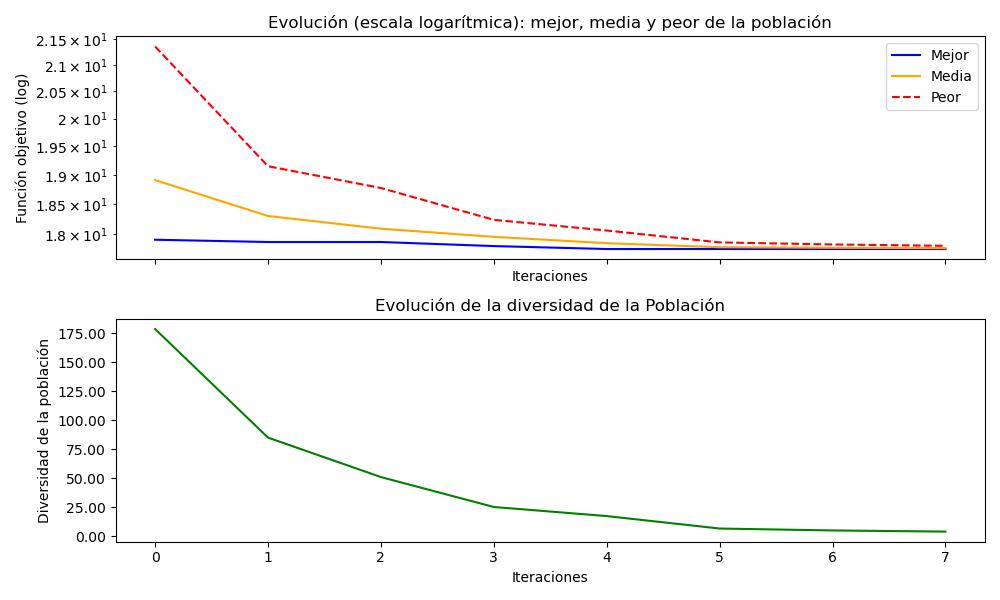 Evolución (escala logarítmica): mejor, media y peor de la población
Función objetivo (log)
2.15 × 10¹
2.1 × 10¹
2.05 × 10¹
2 × 10¹
1.95 × 10¹
1.9 × 10¹
1.85 × 10¹
1.8 × 10¹
Mejor
Media
Peor
Iteraciones
Evolución de la diversidad de la Población
Diversidad de la población
175.00
150.00
125.00
100.00
75.00
50.00
25.00
0.00
0 1 2 3 4 5 6 7
Iteraciones